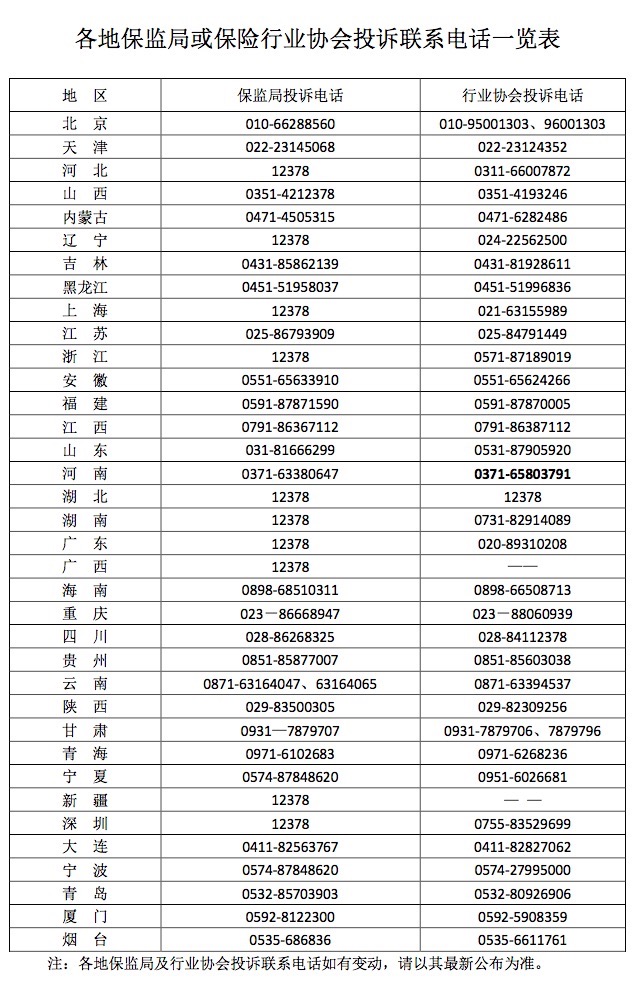 各地保监局或保险行业协会投诉联系电话一览表
地 区 保监局投诉电话 行业协会投诉电话
北 京 010-66288560 010-95001303、96001303
天 津 022-23145068 022-23124352
河 北 12378 0311-66007872
山 西 0351-4212378 0351-4193246
内蒙古 0471-4505315 0471-6282486
辽 宁 12378 024-22562500
吉 林 0431-85862139 0431-81928611
黑龙江 0451-51958037 0451-51996836
上 海 12378 021-63155989
江 苏 025-86793909 025-84791449
浙 江 12378 0571-87189019
安 徽 0551-65633910 0551-65624266
福 建 0591-87871590 0591-87870005
江 西 0791-86367112 0791-86387112
山 东 031-81666299 0531-87905920
河 南 0371-63380647 0371-65803791
湖 北 12378 12378
湖 南 12378 0731-82914089
广 东 12378 020-89310208
广 西 12378 ——
海 南 0898-68510311 0898-66508713
重 庆 023－86668947 023－88060939
四 川 028-86268325 028-84112378
贵 州 0851-85877007 0851-85603038
云 南 0871-63164047、63164065 0871-63394537
陕 西 029-83500305 029-82309256
甘 肃 0931—7879707 0931-7879706、7879796
青 海 0971-6102683 0971-6268236
宁 夏 0574-87848620 0951-6026681
新 疆 12378 — —
深 圳 12378 0755-83529699
大 连 0411-82563767 0411-82827062
宁 波 0574-87848620 0574-27995000
青 岛 0532-85703903 0532-80926906
厦 门 0592-8122300 0592-5908359
烟 台 0535-686836 0535-6611761
注：各地保监局及行业协会投诉联系电话如有变动，请以其最新公布为准。